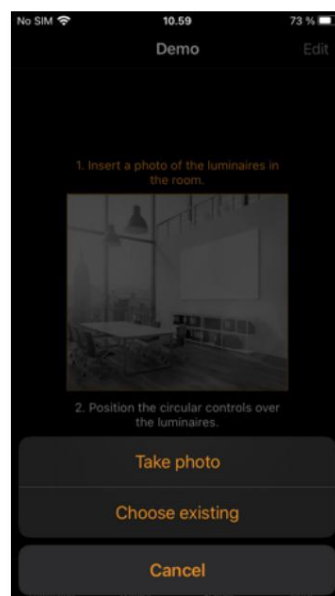 No SIM 10.59 73 %
Demo Edit
1. Insert a photo of the luminaires in
the room.
2. Position the circular controls over
the luminaires.
Take photo
Choose existing
Cancel